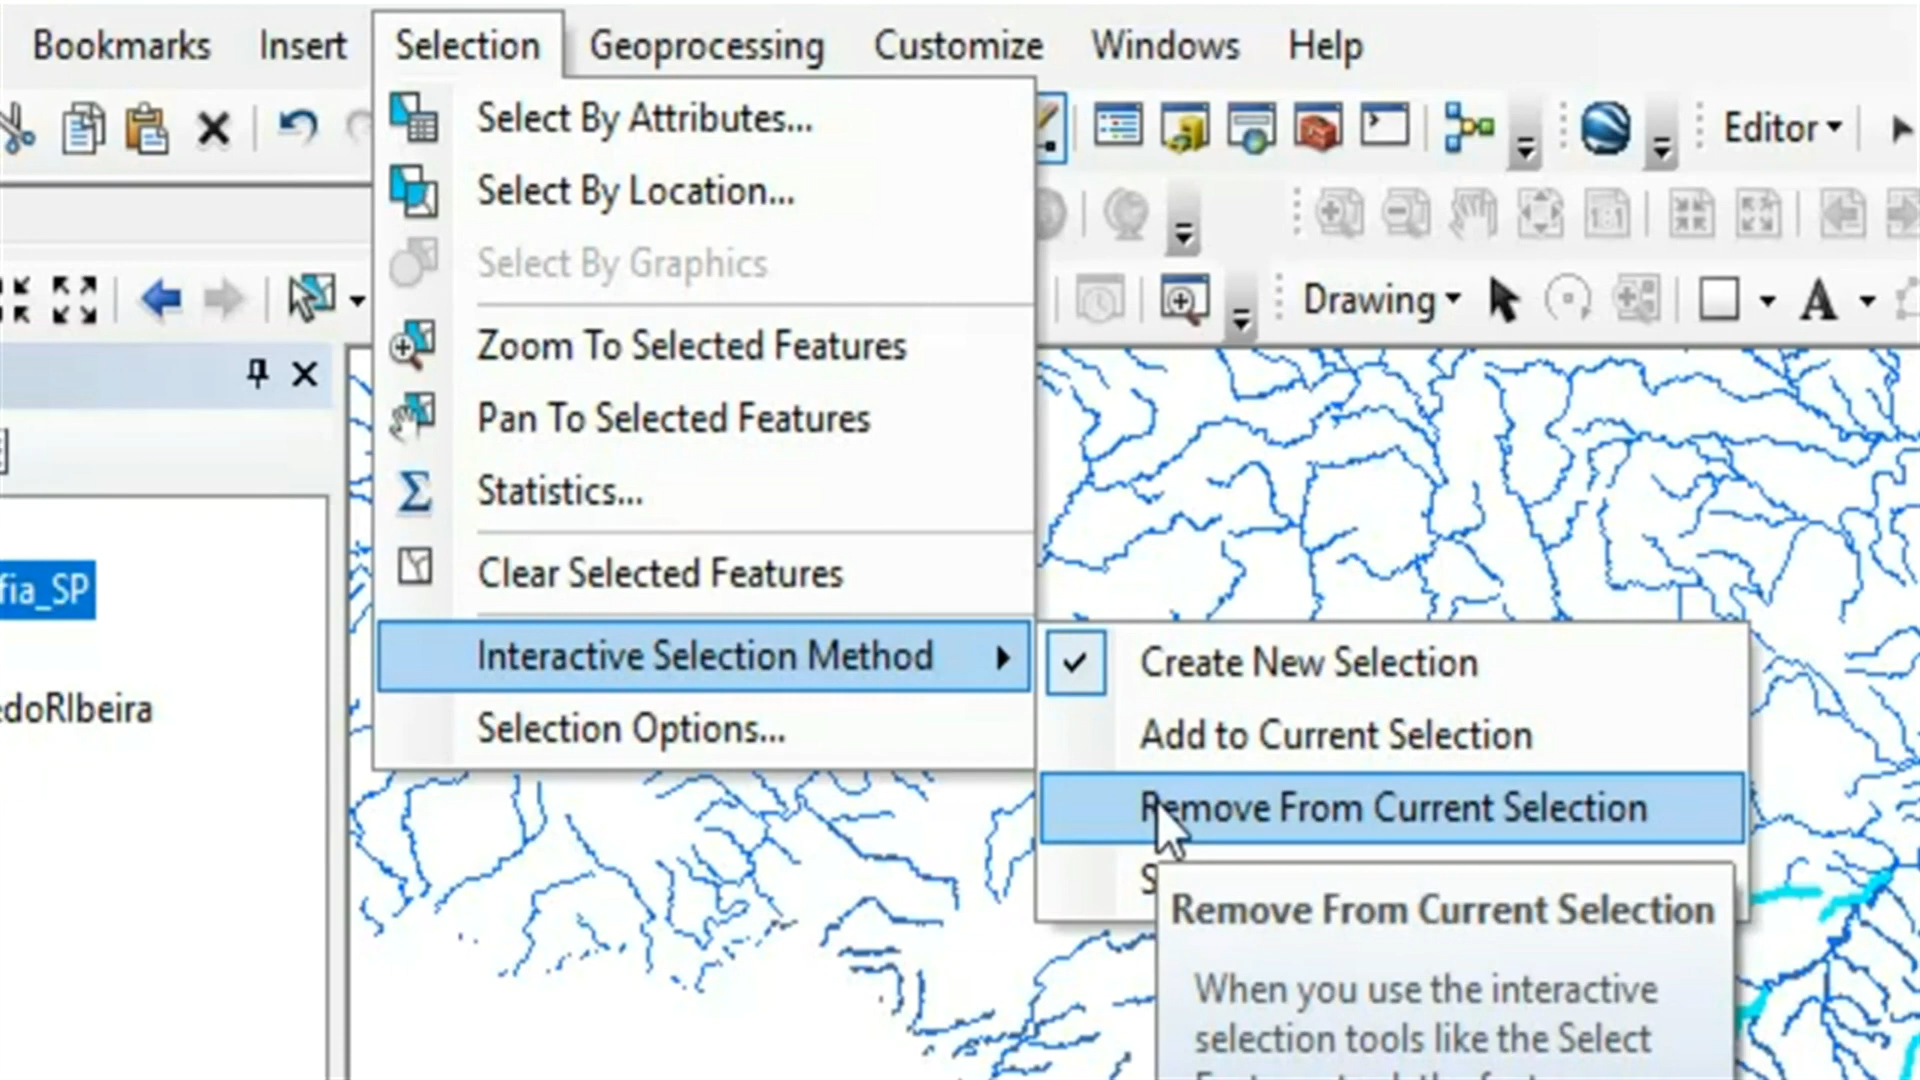 Bookmarks Insert Selection Geoprocessing Customize Windows Help
Select By Attributes...
Editor
Select By Location...
1:1
Select By Graphics
Drawing A
Zoom To Selected Features
Pan To Selected Features
Statistics...
Clear Selected Features
fia_SP
Interactive Selection Method
Create New Selection
edoRIbeira
Selection Options...
Add to Current Selection
Remove From Current Selection
Remove From Current Selection
When you use the interactive
selection tools like the Select